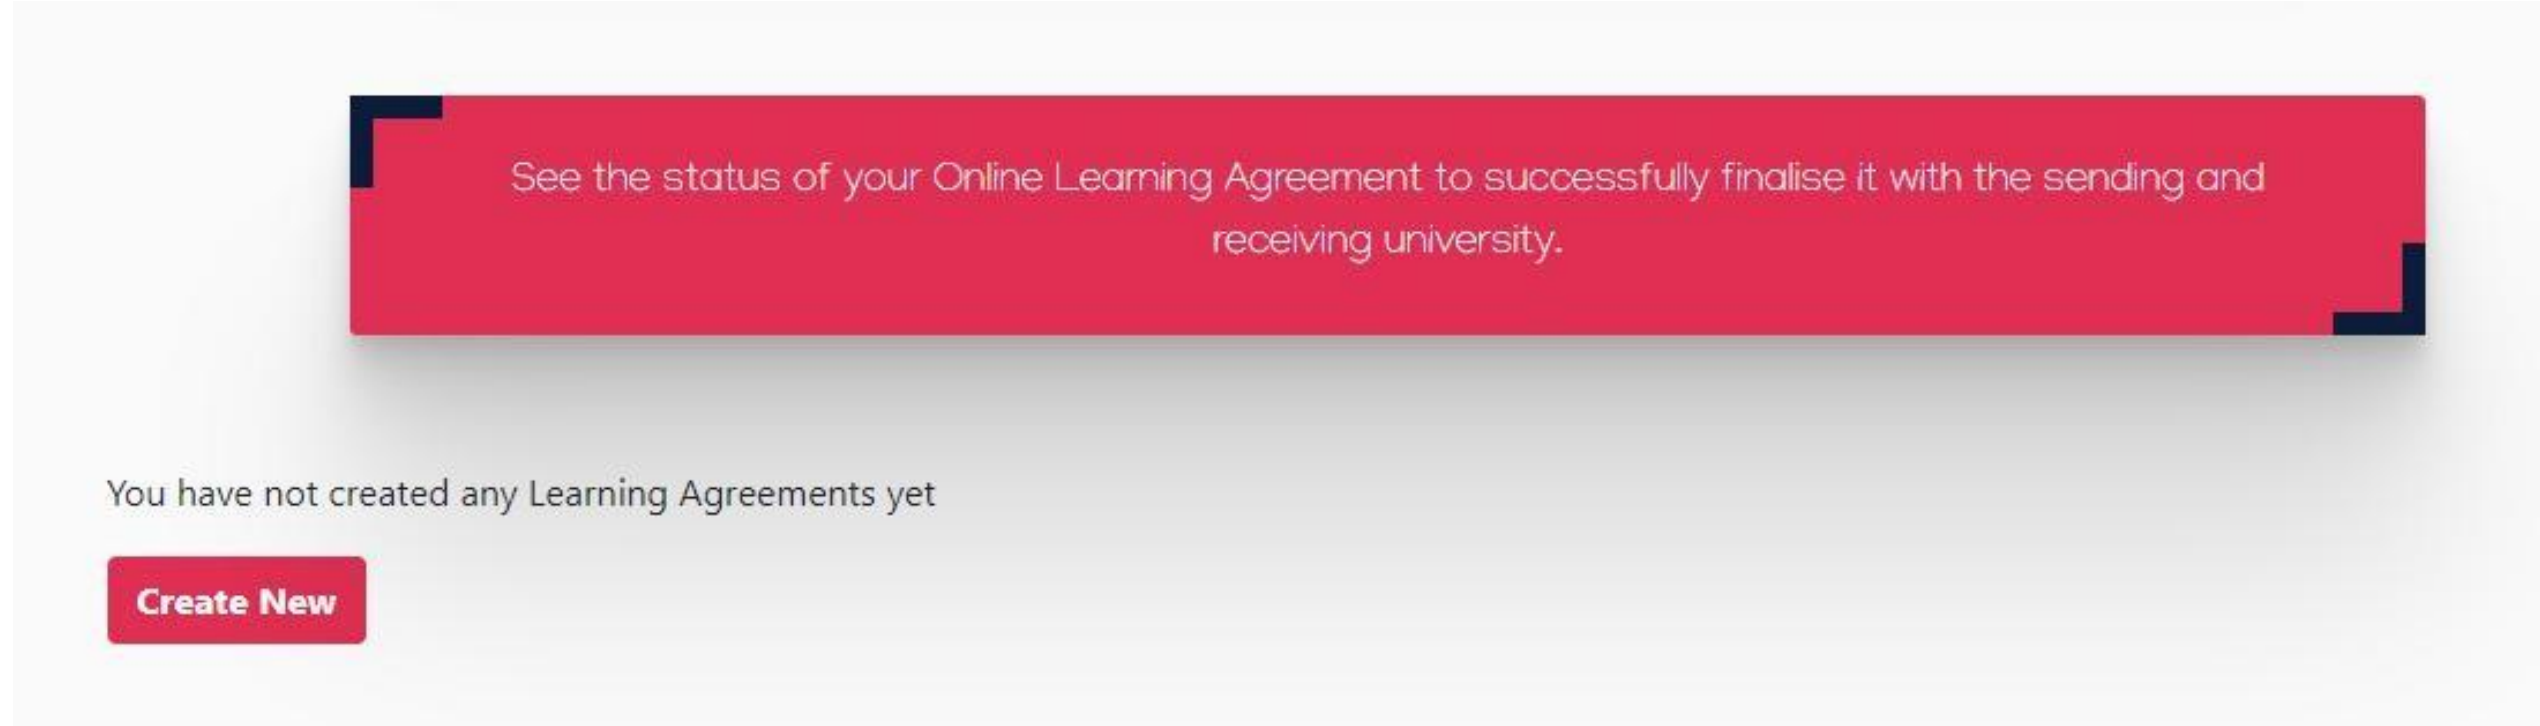 See the status of your Online Learning Agreement to successfully finalise it with the sending and
receiving university.
You have not created any Learning Agreements yet
Create New